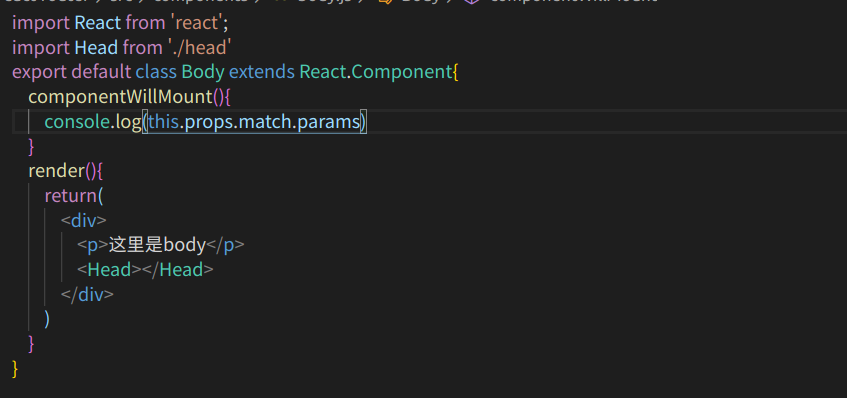 import React from 'react';
import Head from './head'
export default class Body extends React.Component{
componentWillMount(){
console.log(this.props.match.params)
}
render(){
return(
<div>
<p>这里是body</p>
<Head></Head>
</div>
)
}
}